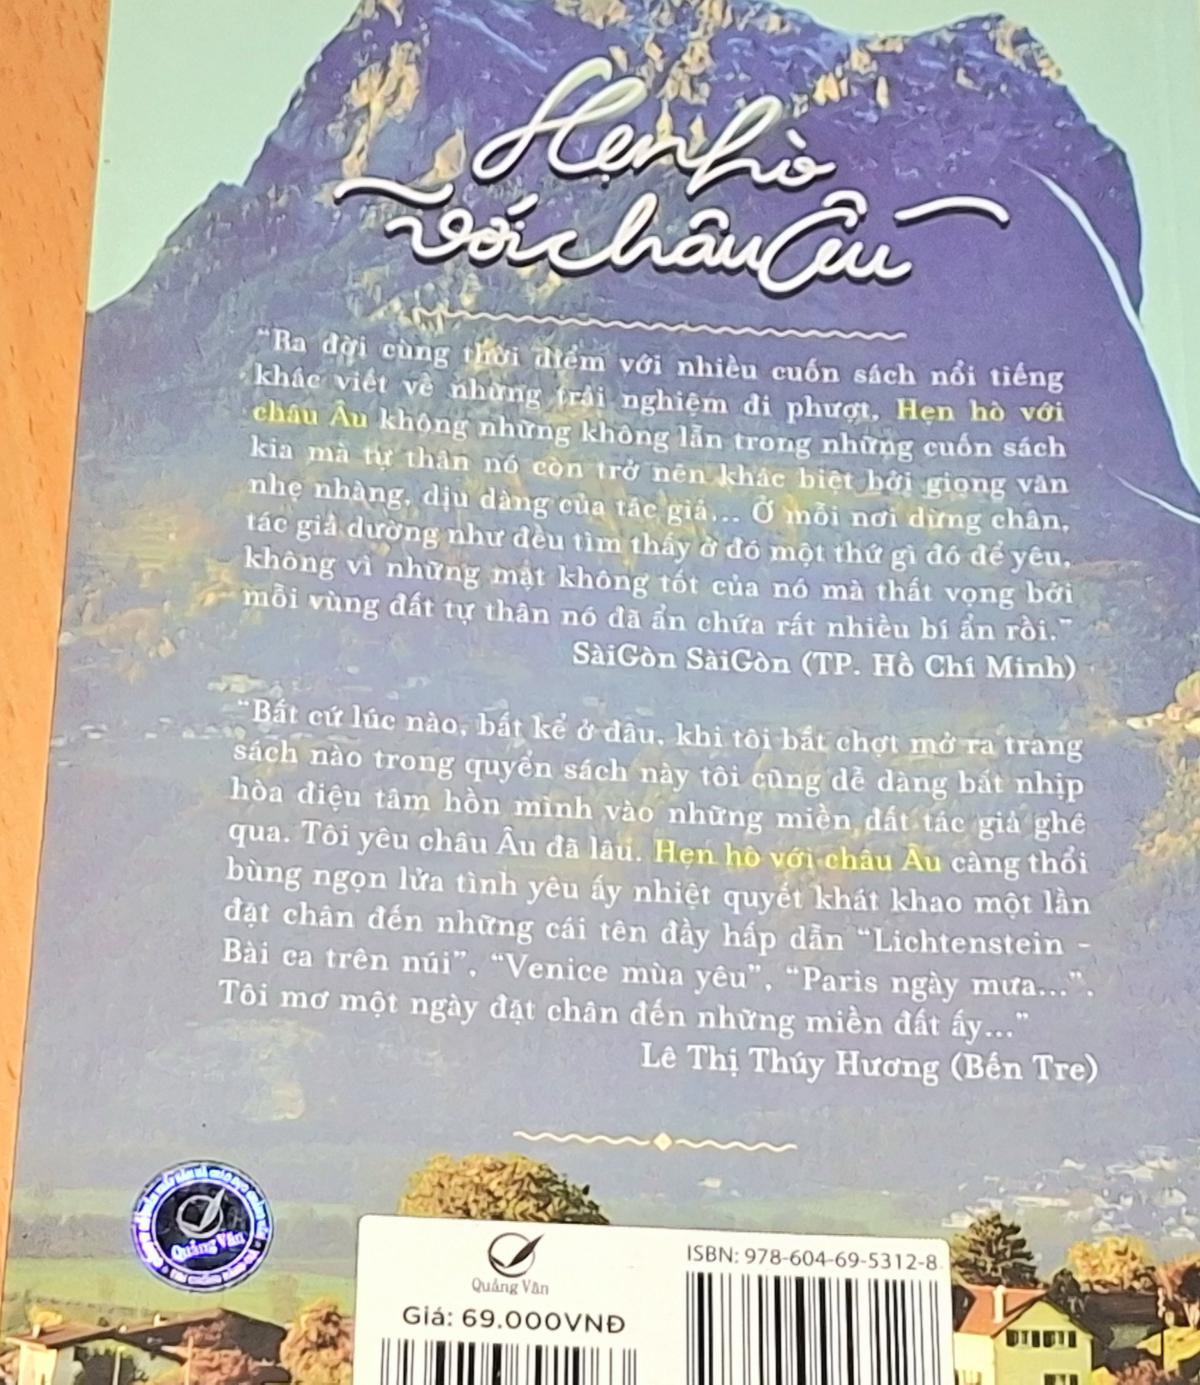 Hẹn hò
với châu Âu
“Ra đời cùng thời điểm với nhiều cuốn sách nổi tiếng
khác viết về những trải nghiệm đi phượt, Hẹn hò với
châu Âu không những không lẫn trong những cuốn sách
kia mà tự thân nó còn trở nên khác biệt bởi giọng văn
nhẹ nhàng, dịu dàng của tác giả... Ở mỗi nơi dừng chân,
tác giả dường như đều tìm thấy ở đó một thứ gì đó để yêu,
không vì những mặt không tốt của nó mà thất vọng bởi
mỗi vùng đất tự thân nó đã ẩn chứa rất nhiều bí ẩn rồi.”
SàiGòn SàiGòn (TP. Hồ Chí Minh)
“Bất cứ lúc nào, bất kể ở đâu, khi tôi bất chợt mở ra trang
sách nào trong quyển sách này tôi cũng dễ dàng bắt nhịp
hòa điệu tâm hồn mình vào những miền đất tác giả ghé
qua. Tôi yêu châu Âu đã lâu. Hẹn hò với châu Âu càng thổi
bùng ngọn lửa tình yêu ấy nhiệt quyết khát khao một lần
đặt chân đến những cái tên đầy hấp dẫn “Lichtenstein -
Bài ca trên núi”, “Venice mùa yêu”, “Paris ngày mưa...”.
Tôi mơ một ngày đặt chân đến những miền đất ấy...”
Lê Thị Thúy Hương (Bến Tre)
Quảng Văn
Quảng Văn
Giá: 69.000VNĐ
ISBN: 978-604-69-5312-8